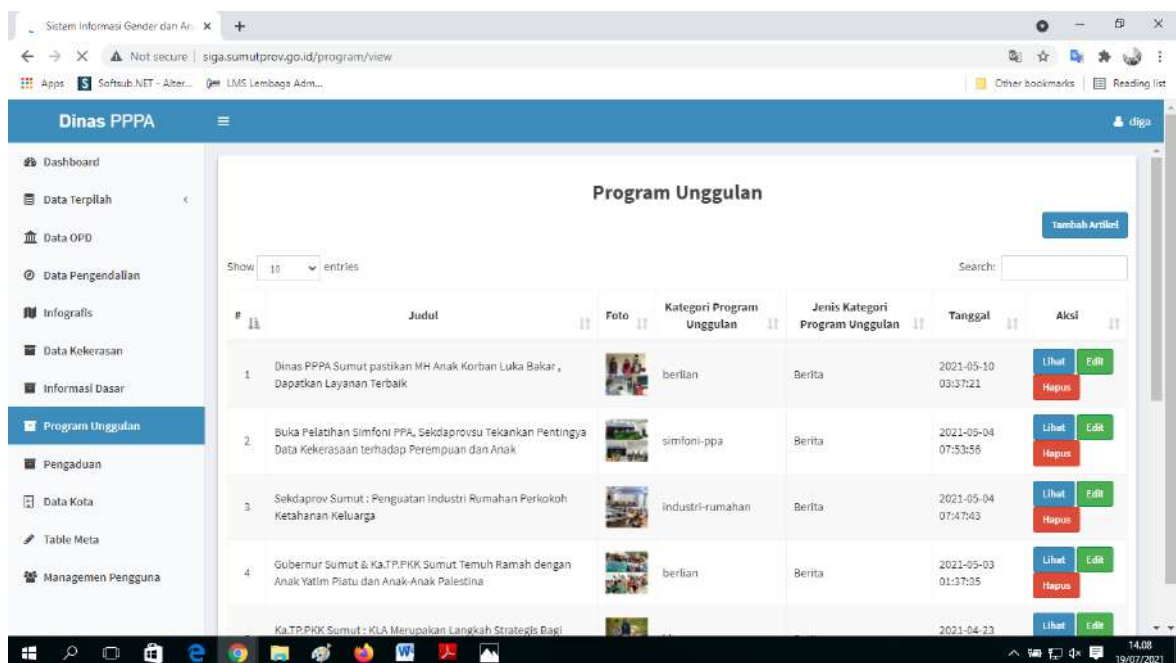 Sistem Informasi Gender dan An
Not secure | siga.sumutprov.go.id/program/view
Apps Softsub.NET - Alter... LMS Lembaga Adm... Other bookmarks Reading list
Dinas PPPA diga
Dashboard
Data Terpilah
Data OPD
Data Pengendalian
Infografis
Data Kekerasan
Informasi Dasar
Program Unggulan
Pengaduan
Data Kota
Table Meta
Managemen Pengguna
Program Unggulan
Tambah Artikel
Show 10 entries Search:
# Judul Foto Kategori Program Unggulan Jenis Kategori Program Unggulan Tanggal Aksi
1 Dinas PPPA Sumut pastikan MH Anak Korban Luka Bakar ,
Dapatkan Layanan Terbaik
berlian Berita 2021-05-10
03:37:21
Lihat Edit
Hapus
2 Buka Pelatihan Simfoni PPA, Sekdaprovsu Tekankan Pentingya
Data Kekerasaan terhadap Perempuan dan Anak
simfoni-ppa Berita 2021-05-04
07:53:56
Lihat Edit
Hapus
3 Sekdaprov Sumut : Penguatan Industri Rumahan Perkokoh
Ketahanan Keluarga
industri-rumahan Berita 2021-05-04
07:47:43
Lihat Edit
Hapus
4 Gubernur Sumut & Ka.TP.PKK Sumut Temuh Ramah dengan
Anak Yatim Piatu dan Anak-Anak Palestina
berlian Berita 2021-05-03
01:37:35
Lihat Edit
Hapus
Ka.TP.PKK Sumut : KLA Merupakan Langkah Strategis Bagi
2021-04-23
Lihat Edit
14.08
19/07/2021